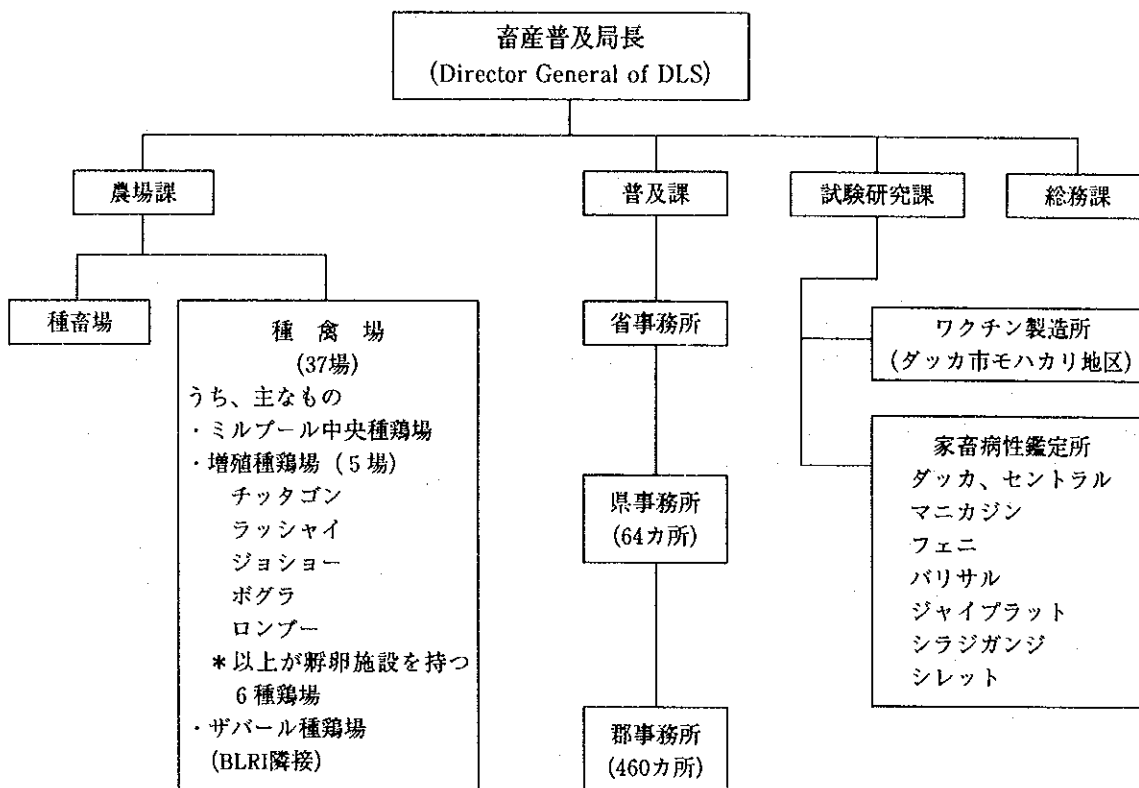 畜産普及局長
(Director General of DLS)
農場課
普及課
試験研究課
総務課
種畜場
種禽場
(37場)
うち、主なもの
・ミルプール中央種鶏場
・増殖種鶏場(5場)
チッタゴン
ラッシャイ
ジョショー
ボグラ
ロンプー
*以上が孵卵施設を持つ
6種鶏場
・ザバール種鶏場
(BLRI隣接)
省事務所
県事務所
(64カ所)
郡事務所
(460カ所)
ワクチン製造所
(ダッカ市モハカリ地区)
家畜病性鑑定所
ダッカ、セントラル
マニカジン
フェニ
バリサル
ジャイプラット
シラジガンジ
シレット